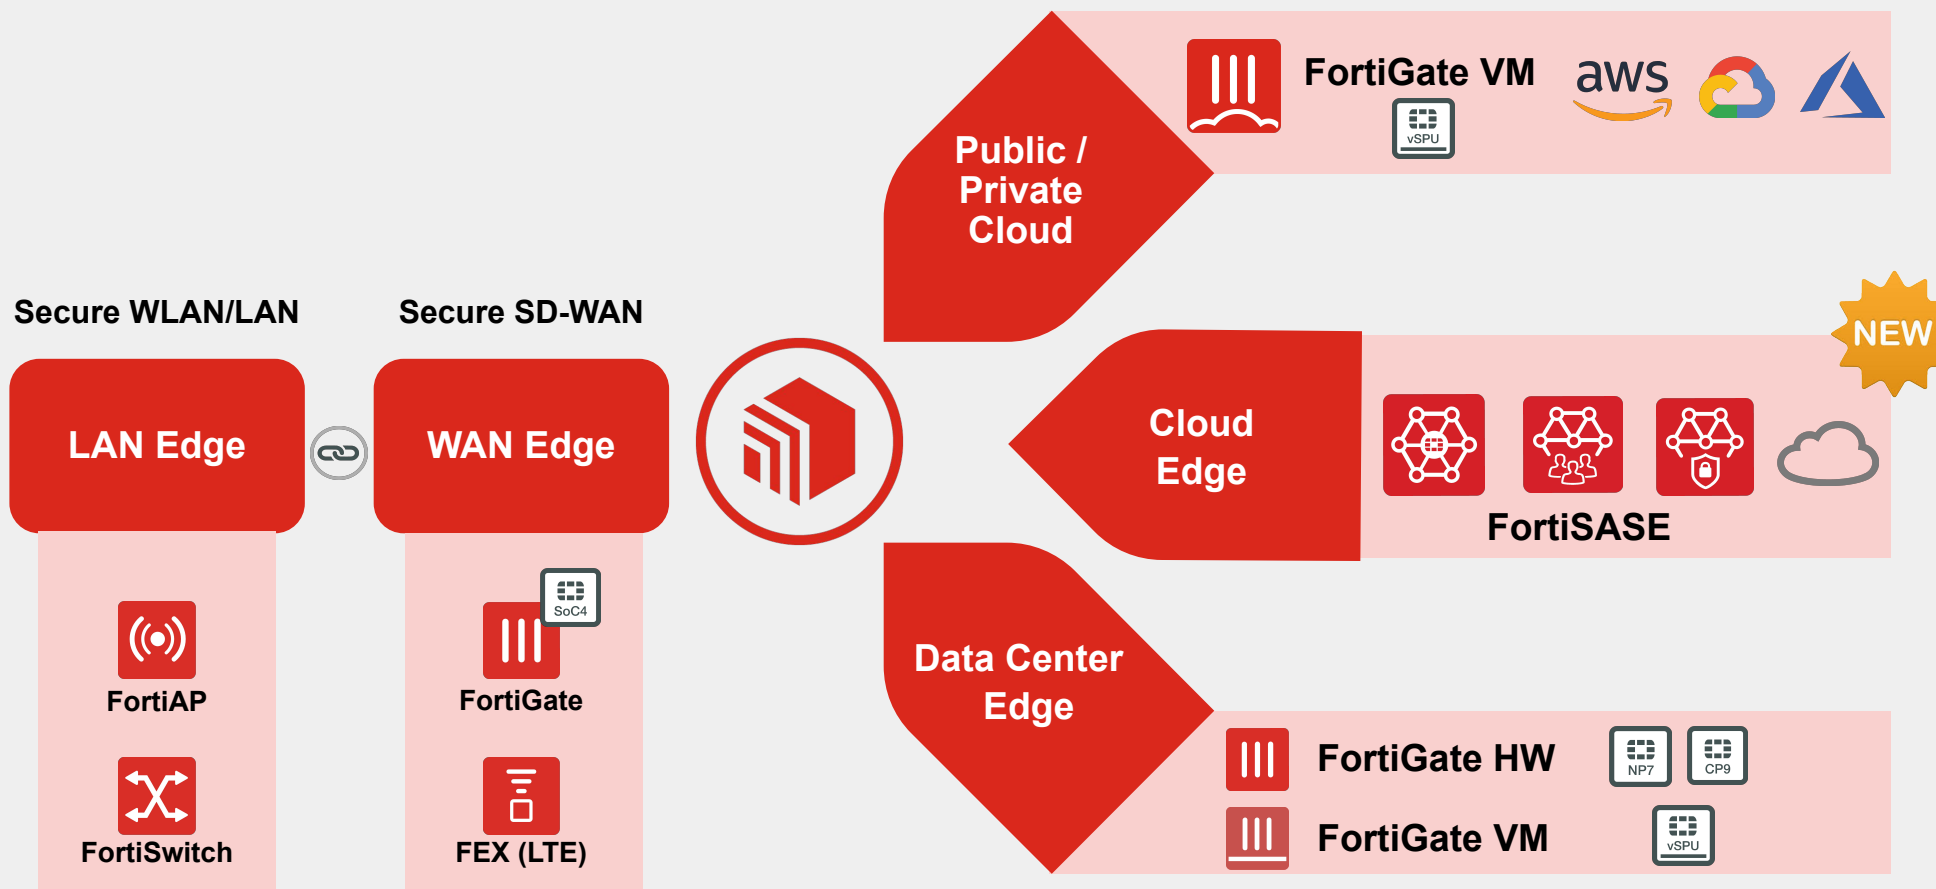 FortiGate VM
aws
vSPU
Public /
Private
Cloud
Secure WLAN/LAN
Secure SD-WAN
NEW
LAN Edge
WAN Edge
Cloud
Edge
FortiSASE
SoC4
FortiAP
FortiGate
FortiSwitch
FEX (LTE)
Data Center
Edge
FortiGate HW
NP7
CP9
FortiGate VM
vSPU